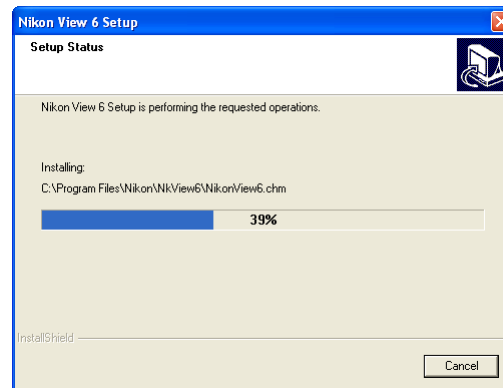 Nikon View 6 Setup
Setup Status
Nikon View 6 Setup is performing the requested operations.
Installing:
C:\Program Files\Nikon\NkView6\NikonView6.chm
39%
InstallShield
Cancel